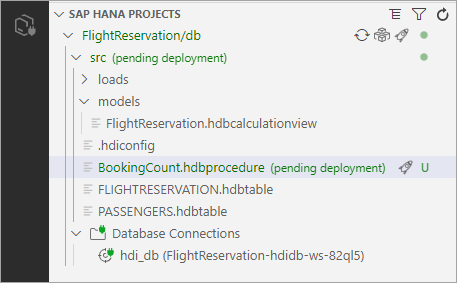 SAP HANA PROJECTS
FlightReservation/db
src (pending deployment)
loads
models
FlightReservation.hdbcalculationview
.hdiconfig
BookingCount.hdbprocedure (pending deployment) U
FLIGHTRESERVATION.hdbtable
PASSENGERS.hdbtable
Database Connections
hdi_db (FlightReservation-hdidb-ws-82ql5)